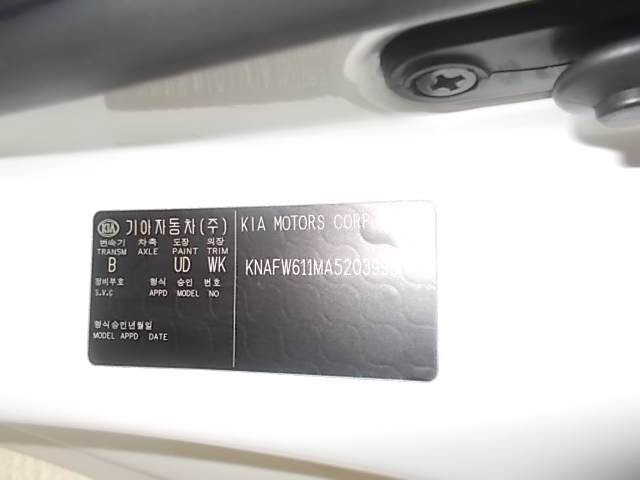 KIA 기아자동차(주)
변속기 차축 도장 의장
TRANSM AXLE PAINT TRIM
B UD WK
정비부호 형식 승인 번호
S.V.C APPD MODEL NO
형식승인년월일
MODEL APPD DATE
KIA MOTORS